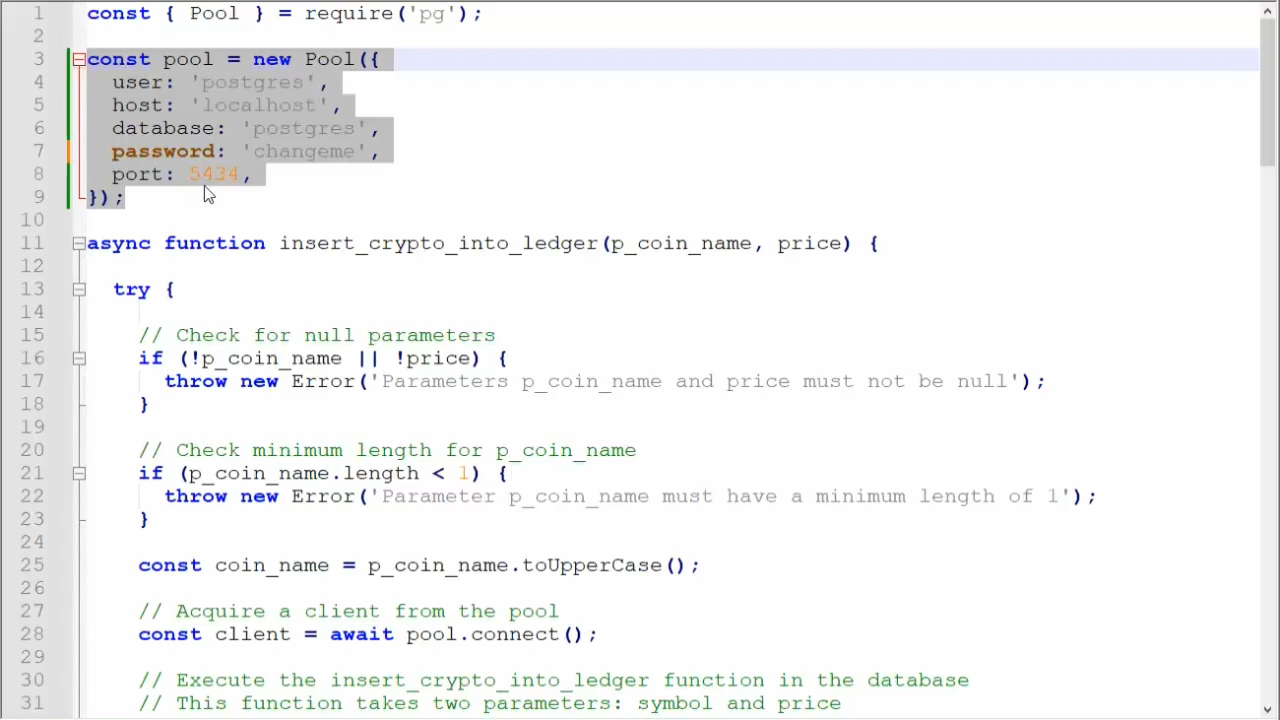 1 const { Pool } = require('pg');
2
3 const pool = new Pool({
4 user: 'postgres',
5 host: 'localhost',
6 database: 'postgres',
7 password: 'changeme',
8 port: 5434,
9 });
10
11 async function insert_crypto_into_ledger(p_coin_name, price) {
12
13 try {
14
15 // Check for null parameters
16 if (!p_coin_name || !price) {
17 throw new Error('Parameters p_coin_name and price must not be null');
18 }
19
20 // Check minimum length for p_coin_name
21 if (p_coin_name.length < 1) {
22 throw new Error('Parameter p_coin_name must have a minimum length of 1');
23 }
24
25 const coin_name = p_coin_name.toUpperCase();
26
27 // Acquire a client from the pool
28 const client = await pool.connect();
29
30 // Execute the insert_crypto_into_ledger function in the database
31 // This function takes two parameters: symbol and price